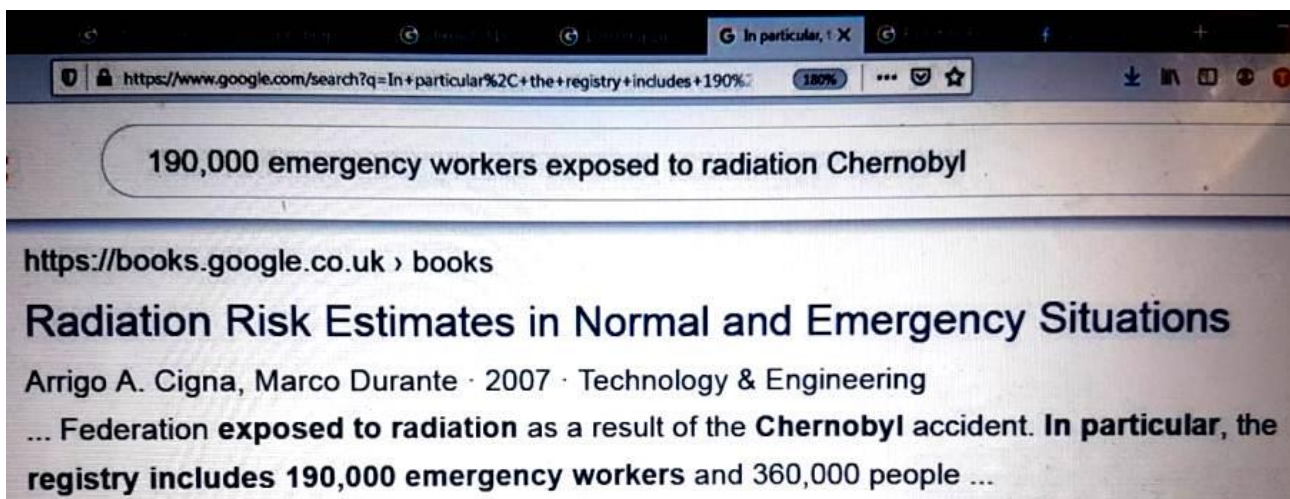 In particular, t
https://www.google.com/search?q=In+particular%2C+the+registry+includes+190% 180%
190,000 emergency workers exposed to radiation Chernobyl
https://books.google.co.uk › books
Radiation Risk Estimates in Normal and Emergency Situations
Arrigo A. Cigna, Marco Durante · 2007 · Technology & Engineering
... Federation exposed to radiation as a result of the Chernobyl accident. In particular, the
registry includes 190,000 emergency workers and 360,000 people ...